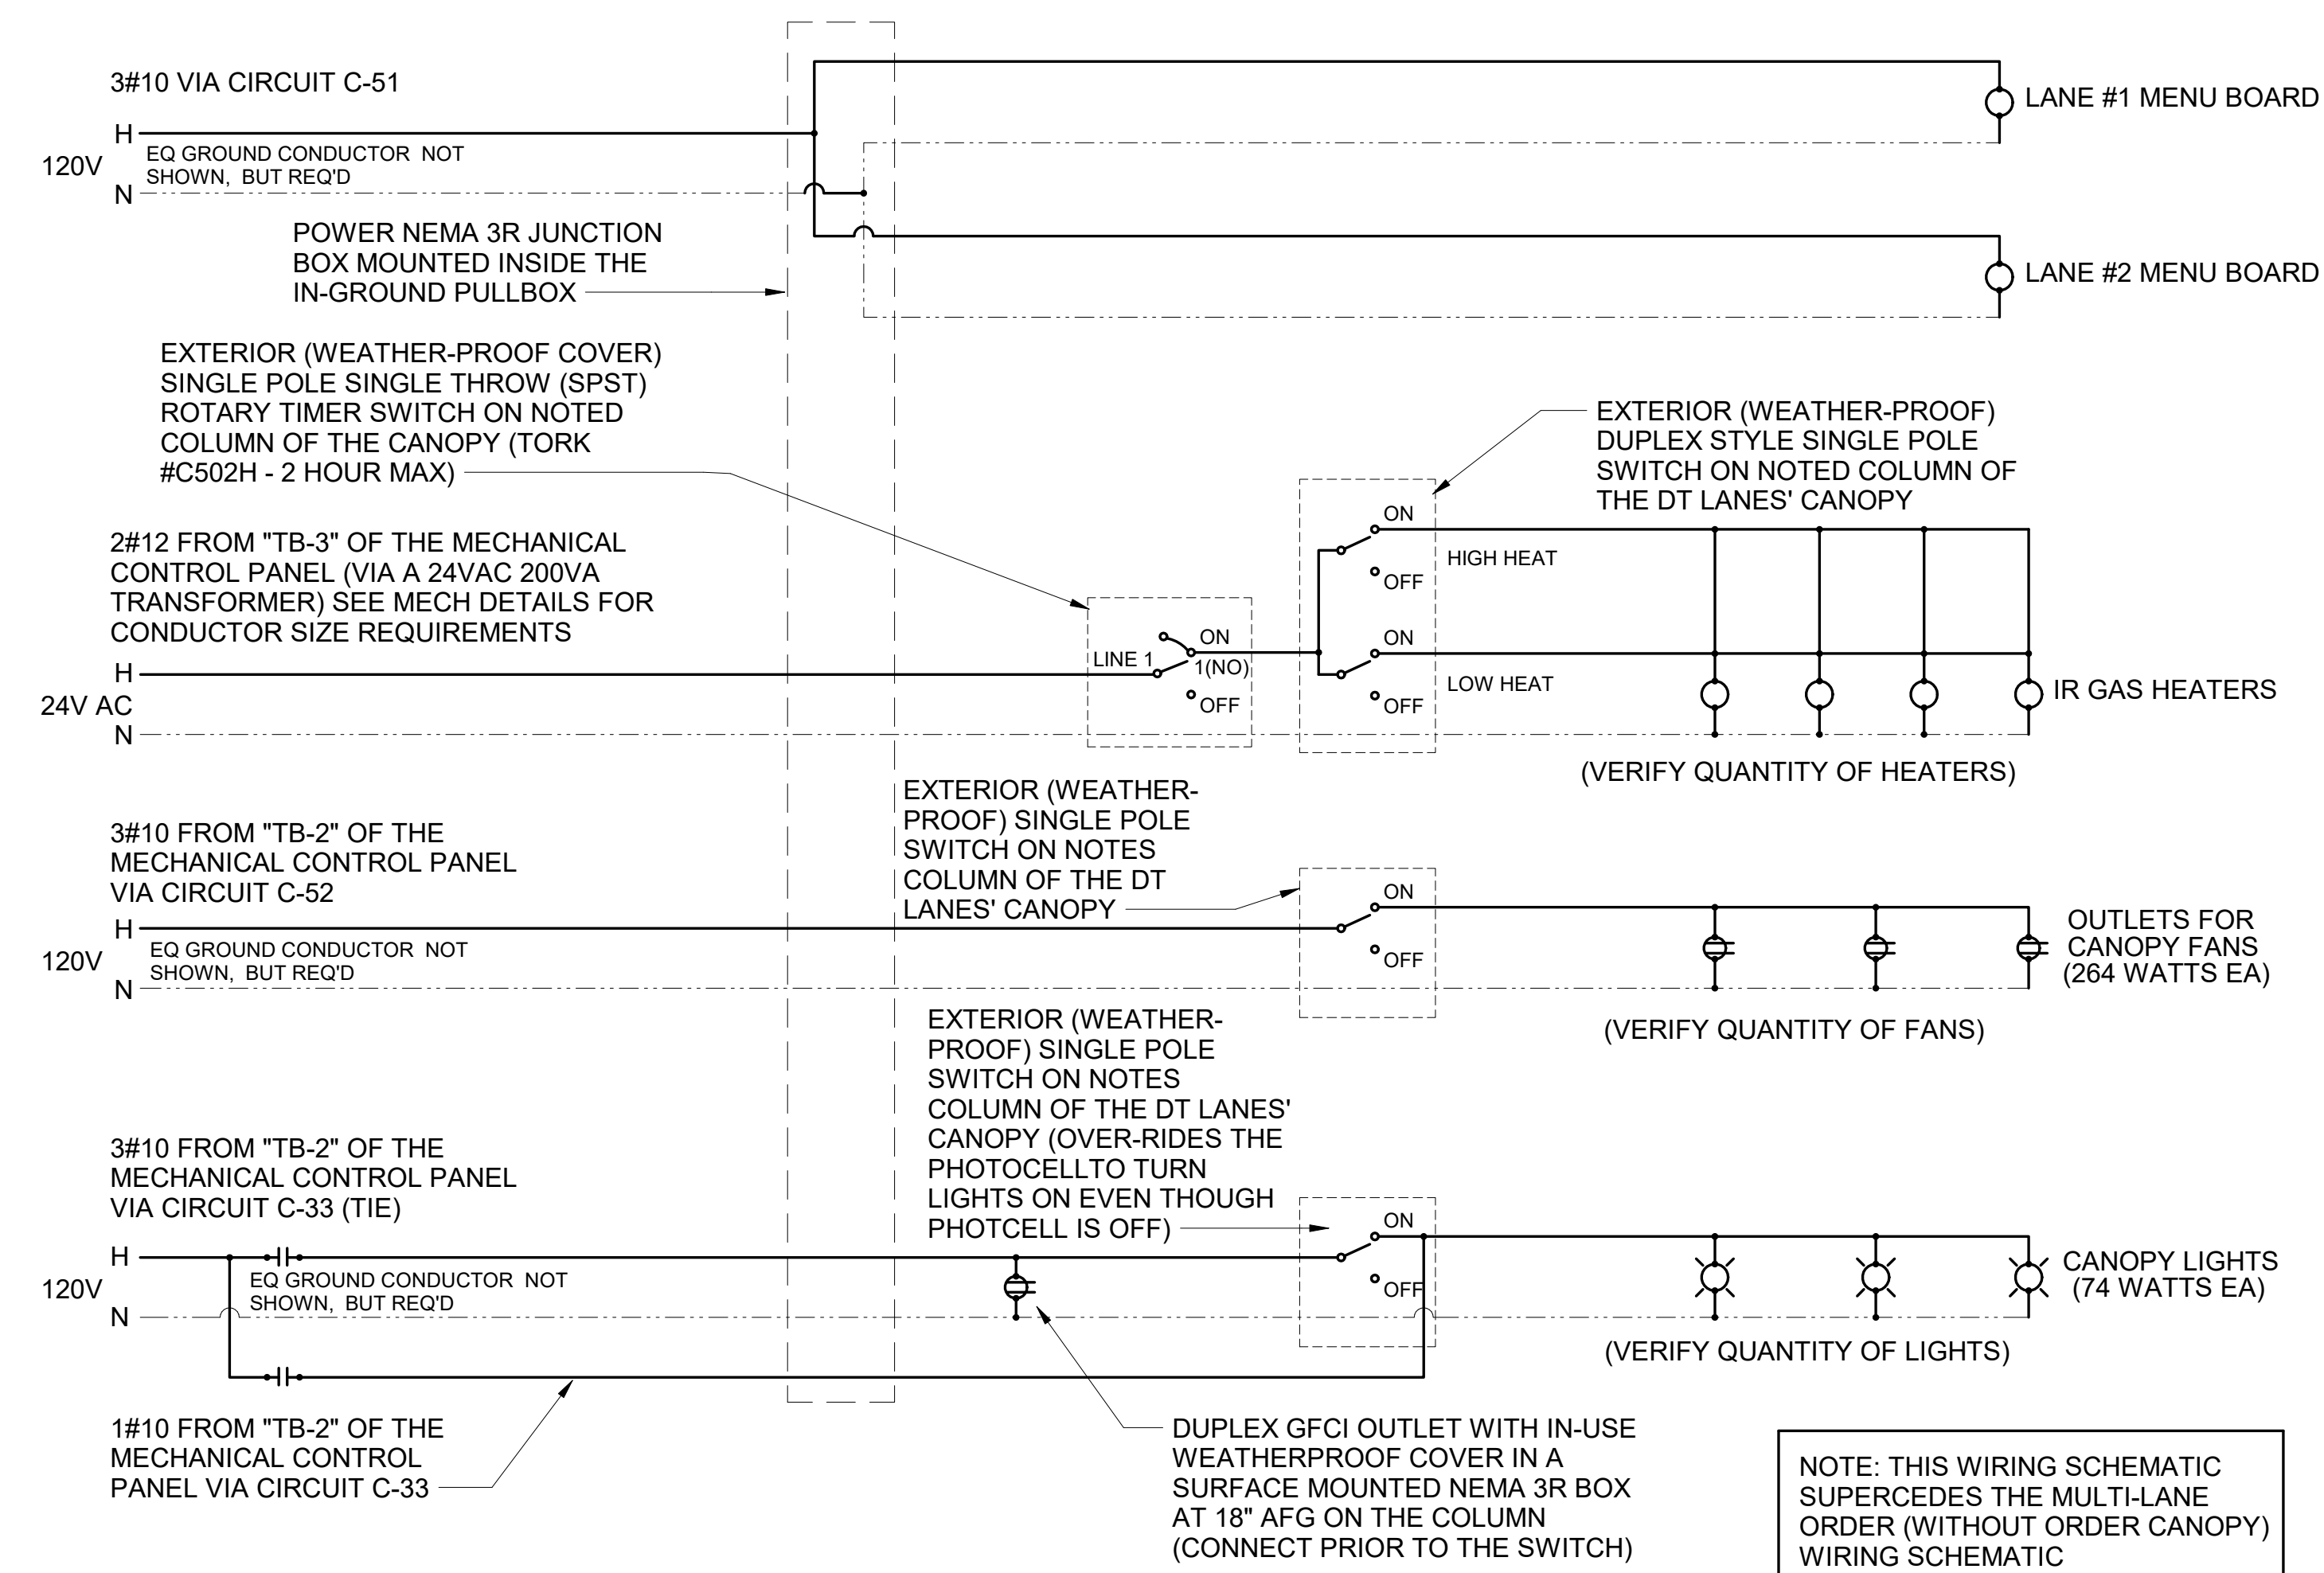 3#10 VIA CIRCUIT C-51
H
120V
EQ GROUND CONDUCTOR NOT
SHOWN, BUT REQ'D
N
LANE #1 MENU BOARD
LANE #2 MENU BOARD
POWER NEMA 3R JUNCTION
BOX MOUNTED INSIDE THE
IN-GROUND PULLBOX
EXTERIOR (WEATHER-PROOF COVER)
SINGLE POLE SINGLE THROW (SPST)
ROTARY TIMER SWITCH ON NOTED
COLUMN OF THE CANOPY (TORK
#C502H - 2 HOUR MAX)
EXTERIOR (WEATHER-PROOF)
DUPLEX STYLE SINGLE POLE
SWITCH ON NOTED COLUMN OF
THE DT LANES' CANOPY
2#12 FROM "TB-3" OF THE MECHANICAL
CONTROL PANEL (VIA A 24VAC 200VA
TRANSFORMER) SEE MECH DETAILS FOR
CONDUCTOR SIZE REQUIREMENTS
H
24V AC
N
LINE 1
ON
1(NO)
OFF
ON
HIGH HEAT
OFF
ON
LOW HEAT
OFF
IR GAS HEATERS
(VERIFY QUANTITY OF HEATERS)
3#10 FROM "TB-2" OF THE
MECHANICAL CONTROL PANEL
VIA CIRCUIT C-52
H
120V
EQ GROUND CONDUCTOR NOT
SHOWN, BUT REQ'D
N
EXTERIOR (WEATHER-
PROOF) SINGLE POLE
SWITCH ON NOTES
COLUMN OF THE DT
LANES' CANOPY
ON
OFF
OUTLETS FOR
CANOPY FANS
(264 WATTS EA)
(VERIFY QUANTITY OF FANS)
EXTERIOR (WEATHER-
PROOF) SINGLE POLE
SWITCH ON NOTES
COLUMN OF THE DT LANES'
CANOPY (OVER-RIDES THE
PHOTOCELLTO TURN
LIGHTS ON EVEN THOUGH
PHOTCELL IS OFF)
3#10 FROM "TB-2" OF THE
MECHANICAL CONTROL PANEL
VIA CIRCUIT C-33 (TIE)
H
120V
EQ GROUND CONDUCTOR NOT
SHOWN, BUT REQ'D
N
ON
OFF
CANOPY LIGHTS
(74 WATTS EA)
(VERIFY QUANTITY OF LIGHTS)
1#10 FROM "TB-2" OF THE
MECHANICAL CONTROL
PANEL VIA CIRCUIT C-33
DUPLEX GFCI OUTLET WITH IN-USE
WEATHERPROOF COVER IN A
SURFACE MOUNTED NEMA 3R BOX
AT 18" AFG ON THE COLUMN
(CONNECT PRIOR TO THE SWITCH)
NOTE: THIS WIRING SCHEMATIC
SUPERCEDES THE MULTI-LANE
ORDER (WITHOUT ORDER CANOPY)
WIRING SCHEMATIC